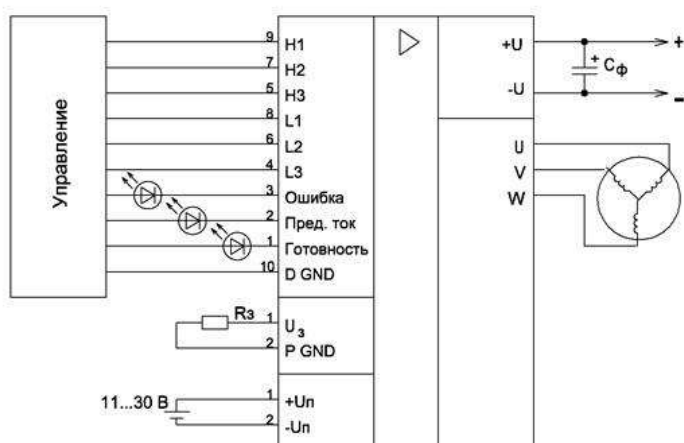 Управление
9 H1
7 H2
5 H3
8 L1
6 L2
4 L3
3 Ошибка
2 Пред. ток
1 Готовность
10 D GND
Rз
1 Uз
2 P GND
11...30 В
1 +Uп
2 -Uп
+U
-U
+ Cф
+
-
U
V
W